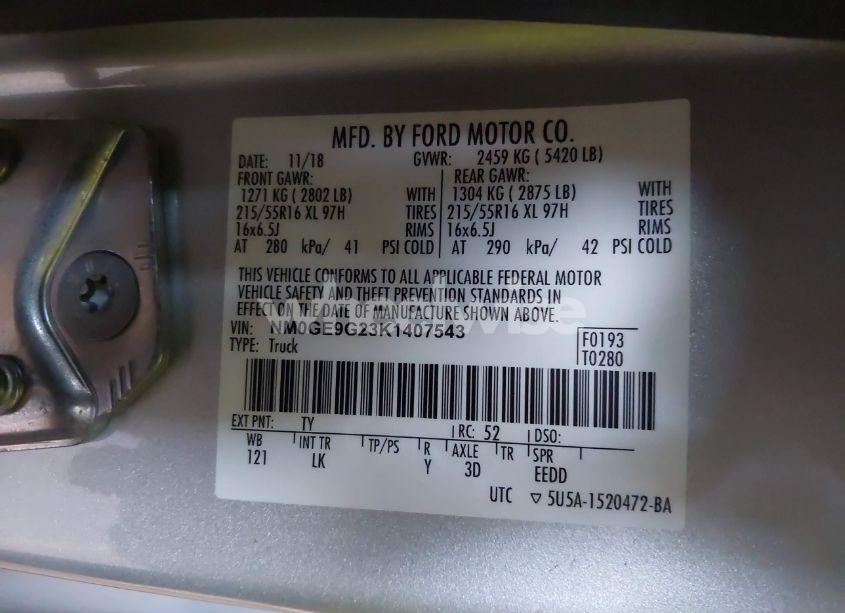 MFD. BY FORD MOTOR CO.
DATE: 11/18 GVWR: 2459 KG ( 5420 LB)
FRONT GAWR: REAR GAWR:
1271 KG ( 2802 LB) WITH 1304 KG ( 2875 LB) WITH
215/55R16 XL 97H TIRES 215/55R16 XL 97H TIRES
16x6.5J RIMS 16x6.5J RIMS
AT 280 kPa/ 41 PSI COLD AT 290 kPa/ 42 PSI COLD
THIS VEHICLE CONFORMS TO ALL APPLICABLE FEDERAL MOTOR
VEHICLE SAFETY AND THEFT PREVENTION STANDARDS IN
EFFECT ON THE DATE OF MANUFACTURE SHOWN ABOVE.
VIN: NM0GE9G23K1407543
TYPE: Truck
F0193
T0280
EXT PNT: TY RC: 52 DSO:
WB INT TR TP/PS R AXLE TR SPR
121 LK Y 3D EEDD
UTC ▽ 5U5A-1520472-BA